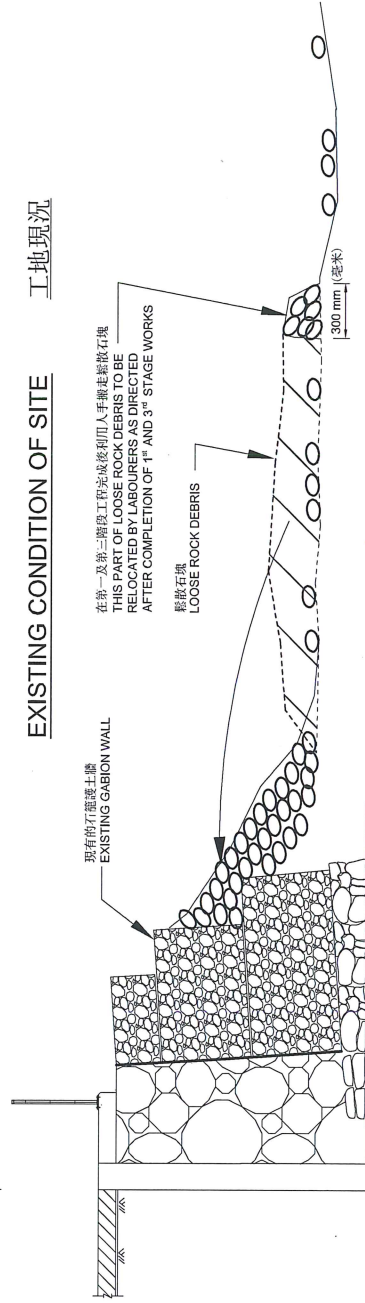 EXISTING CONDITION OF SITE 工地現況
在第一及第三階段工程完成後利用人手搬走鬆散石塊
THIS PART OF LOOSE ROCK DEBRIS TO BE
RELOCATED BY LABOURERS AS DIRECTED
AFTER COMPLETION OF 1st AND 3rd STAGE WORKS
鬆散石塊
LOOSE ROCK DEBRIS
現有的石籠護土牆
EXISTING GABION WALL
300 mm (毫米)